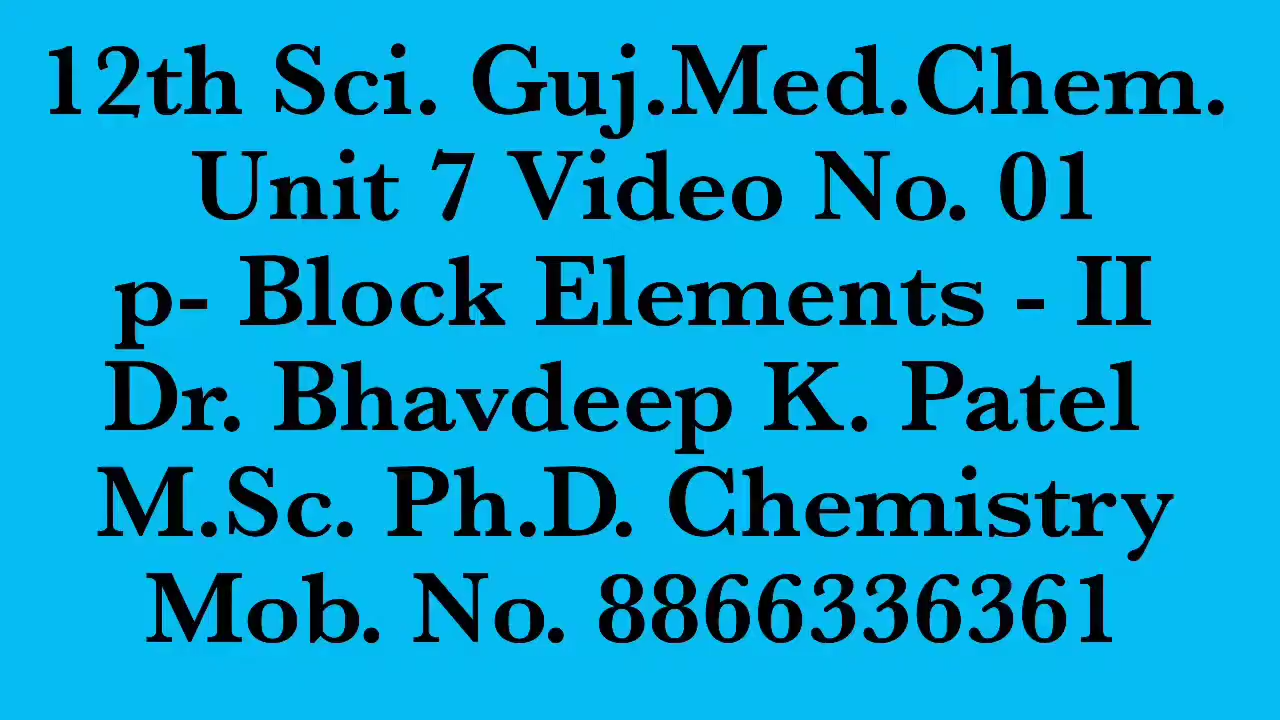 12th Sci. Guj.Med.Chem.
Unit 7 Video No. 01
p- Block Elements - II
Dr. Bhavdeep K. Patel
M.Sc. Ph.D. Chemistry
Mob. No. 8866336361